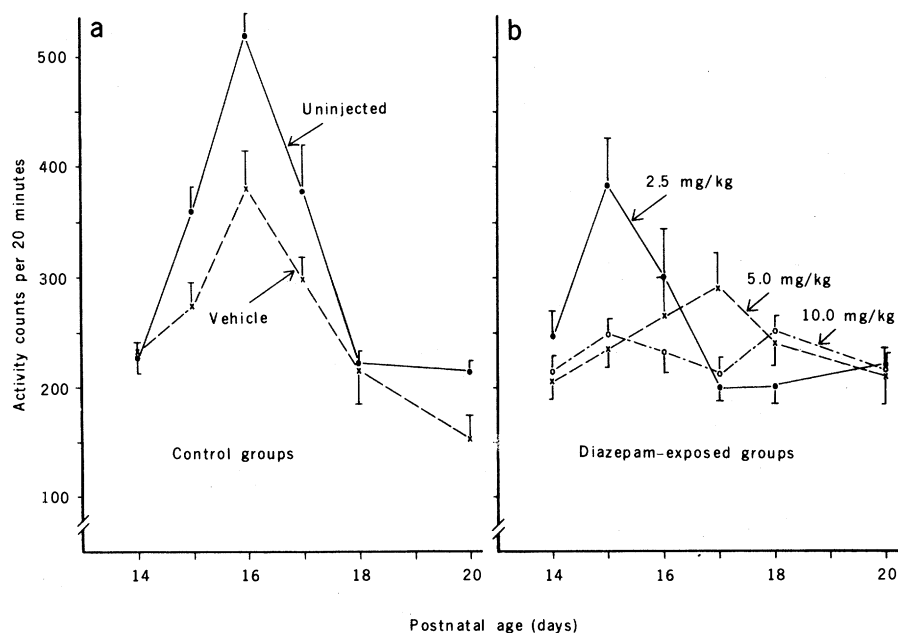 a
b
Activity counts per 20 minutes
500
400
300
200
100
Uninjected
Vehicle
Control groups
2.5 mg/kg
5.0 mg/kg
10.0 mg/kg
Diazepam-exposed groups
14 16 18 20
14 16 18 20
Postnatal age (days)